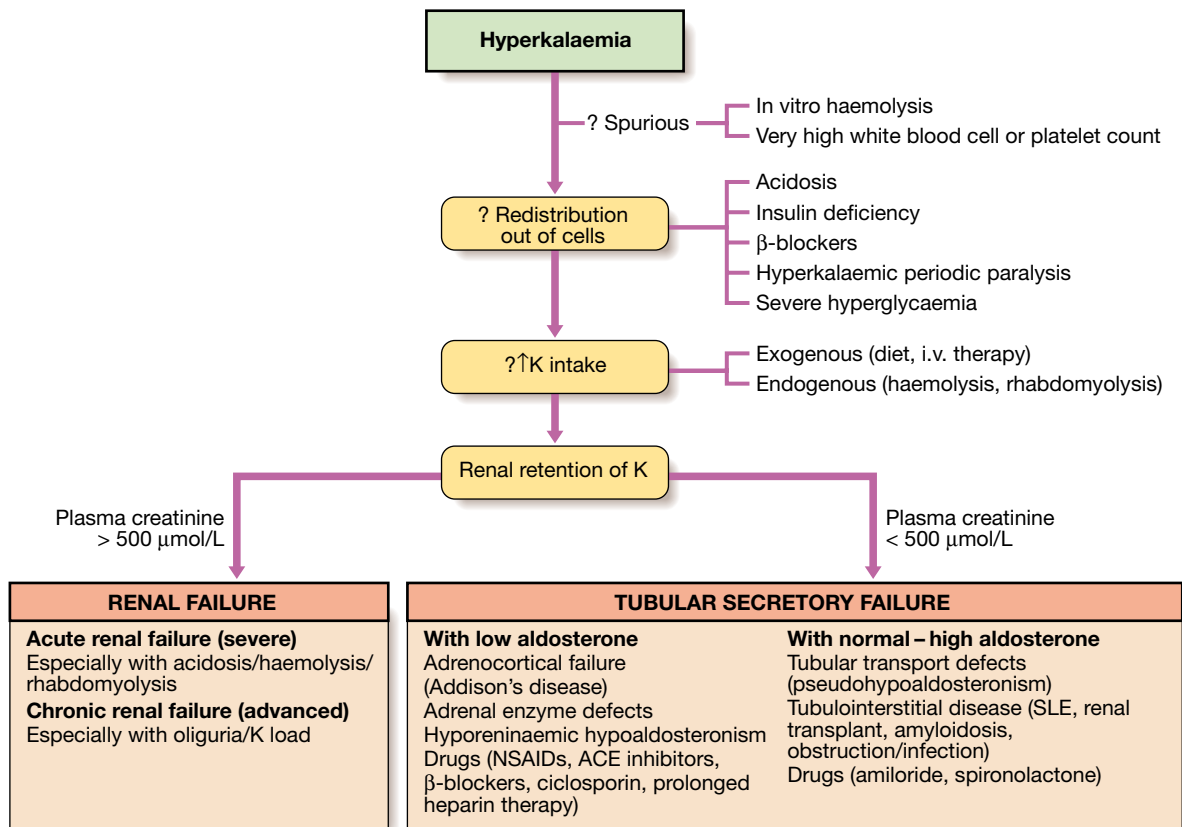 Hyperkalaemia
? Spurious
In vitro haemolysis
Very high white blood cell or platelet count
? Redistribution
out of cells
Acidosis
Insulin deficiency
β-blockers
Hyperkalaemic periodic paralysis
Severe hyperglycaemia
?↑K intake
Exogenous (diet, i.v. therapy)
Endogenous (haemolysis, rhabdomyolysis)
Renal retention of K
Plasma creatinine
> 500 μmol/L
Plasma creatinine
< 500 μmol/L
RENAL FAILURE
Acute renal failure (severe)
Especially with acidosis/haemolysis/
rhabdomyolysis
Chronic renal failure (advanced)
Especially with oliguria/K load
TUBULAR SECRETORY FAILURE
With low aldosterone
Adrenocortical failure
(Addison's disease)
Adrenal enzyme defects
Hyporeninaemic hypoaldosteronism
Drugs (NSAIDs, ACE inhibitors,
β-blockers, ciclosporin, prolonged
heparin therapy)
With normal – high aldosterone
Tubular transport defects
(pseudohypoaldosteronism)
Tubulointerstitial disease (SLE, renal
transplant, amyloidosis,
obstruction/infection)
Drugs (amiloride, spironolactone)